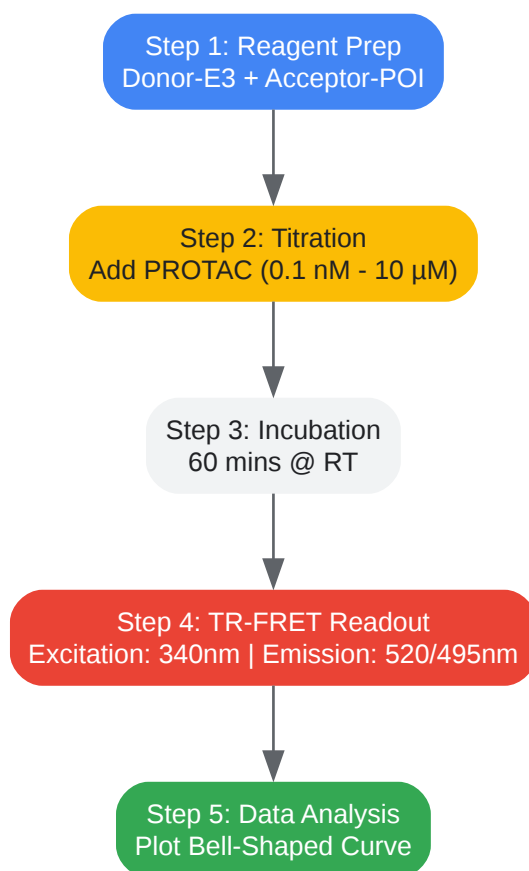 Step 1: Reagent Prep
Donor-E3 + Acceptor-POI
Step 2: Titration
Add PROTAC (0.1 nM - 10 µM)
Step 3: Incubation
60 mins @ RT
Step 4: TR-FRET Readout
Excitation: 340nm | Emission: 520/495nm
Step 5: Data Analysis
Plot Bell-Shaped Curve